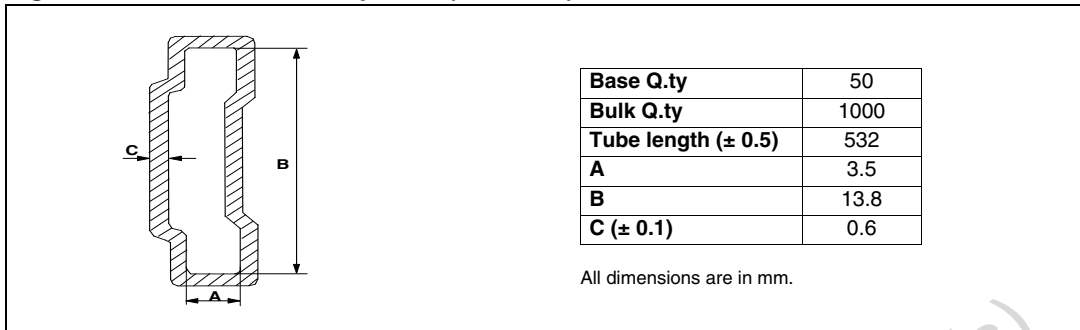 C
B
A
Base Q.ty 50
Bulk Q.ty 1000
Tube length (± 0.5) 532
A 3.5
B 13.8
C (± 0.1) 0.6
All dimensions are in mm.